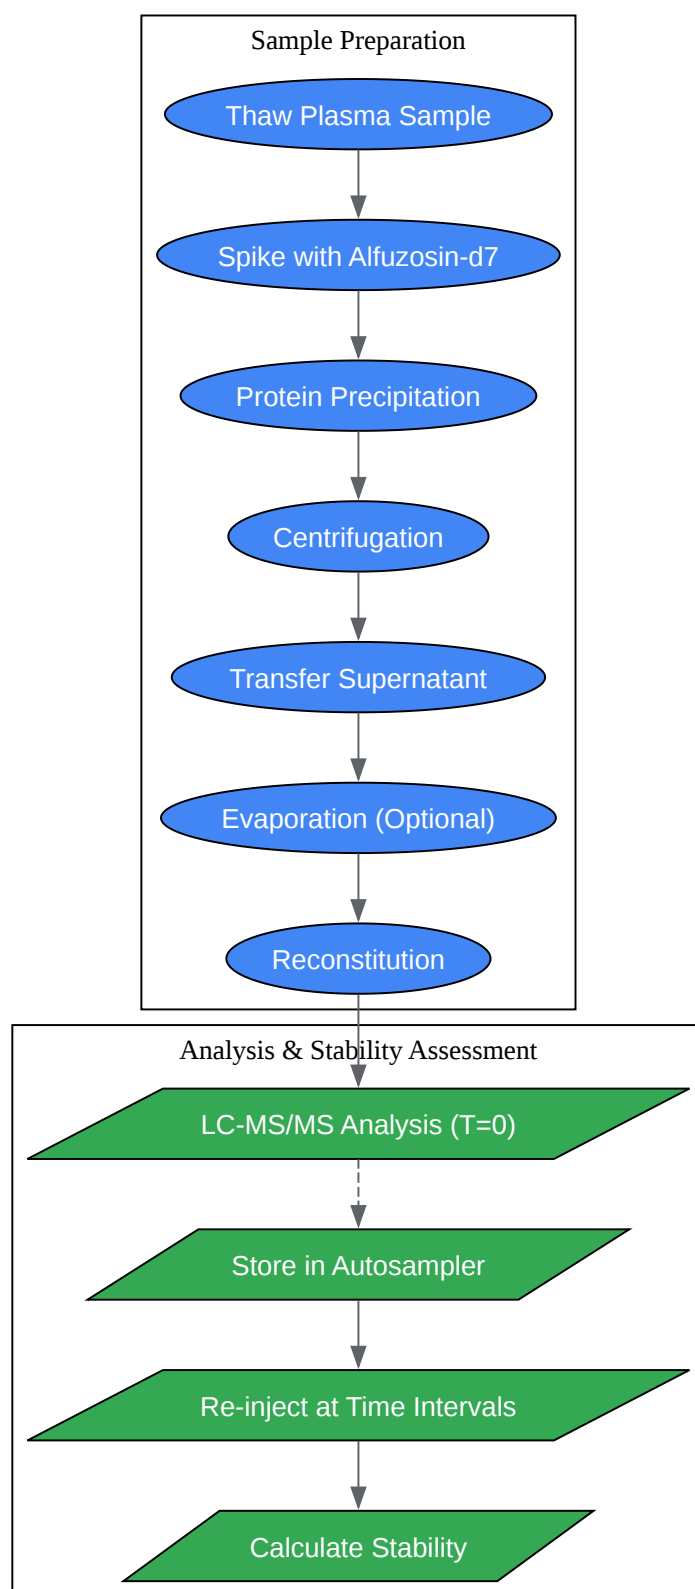 Sample Preparation
Thaw Plasma Sample
Spike with Alfuzosin-d7
Protein Precipitation
Centrifugation
Transfer Supernatant
Evaporation (Optional)
Reconstitution
Analysis & Stability Assessment
LC-MS/MS Analysis (T=0)
Store in Autosampler
Re-inject at Time Intervals
Calculate Stability